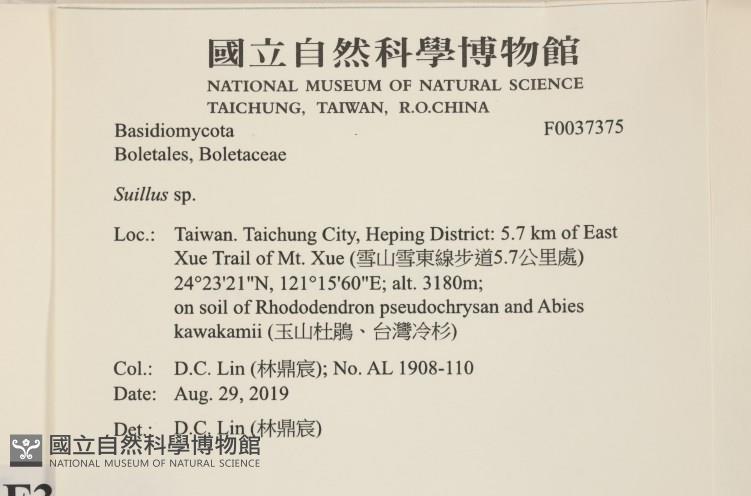 國立自然科學博物館
NATIONAL MUSEUM OF NATURAL SCIENCE
TAICHUNG, TAIWAN, R.O.CHINA
Basidiomycota F0037375
Boletales, Boletaceae
Suillus sp.
Loc.: Taiwan. Taichung City, Heping District: 5.7 km of East
Xue Trail of Mt. Xue (雪山雪東線步道5.7公里處)
24°23'21"N, 121°15'60"E; alt. 3180m;
on soil of Rhododendron pseudochrysan and Abies
kawakamii (玉山杜鵑、台灣冷杉)
Col.: D.C. Lin (林鼎宸); No. AL 1908-110
Date: Aug. 29, 2019
Det.: D.C. Lin (林鼎宸)
國立自然科學博物館
NATIONAL MUSEUM OF NATURAL SCIENCE